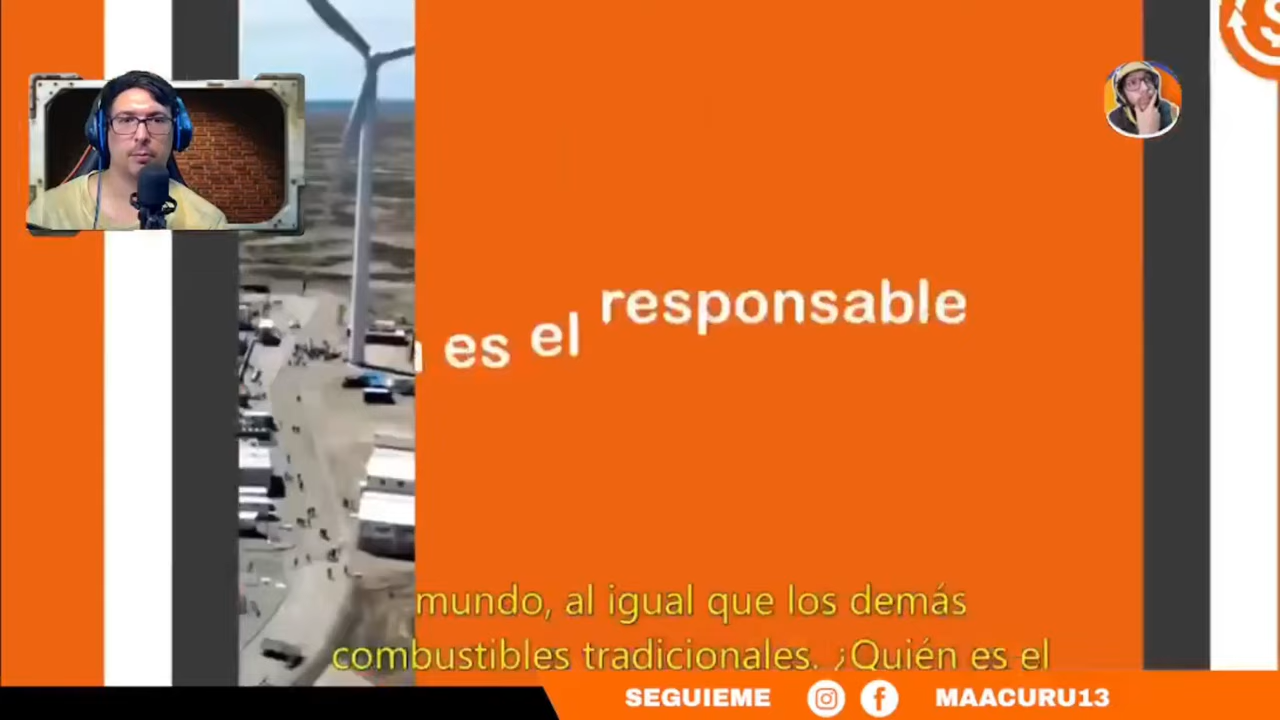 es el responsable
mundo, al igual que los demás
combustibles tradicionales. ¿Quién es el
SEGUIEME MAACURU13